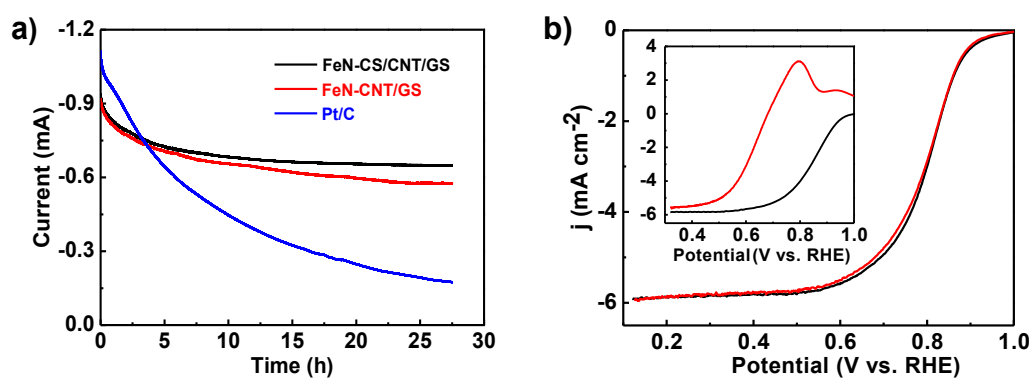 a)
-1.2
-0.9
-0.6
-0.3
0.0
Current (mA)
FeN-CS/CNT/GS
FeN-CNT/GS
Pt/C
0 5 10 15 20 25 30
Time (h)
b)
0
-2
-4
-6
j (mA cm⁻²)
4
2
0
-2
-4
-6
0.4 0.6 0.8 1.0
Potential (V vs. RHE)
0.2 0.4 0.6 0.8 1.0
Potential (V vs. RHE)